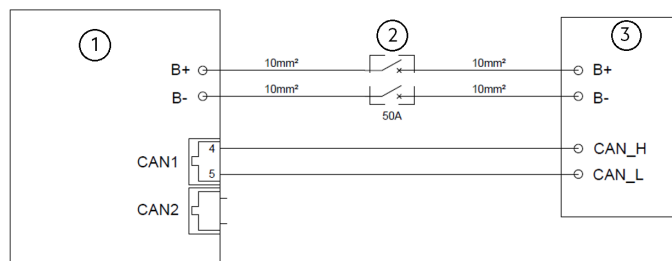 1
2
3
B+ 10mm² 10mm² B+
B- 10mm² 10mm² B-
50A
CAN1 4 CAN_H
5 CAN_L
CAN2